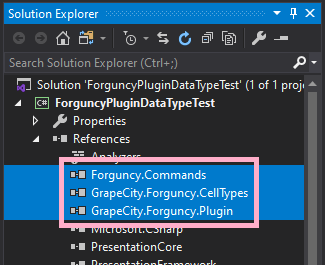 Solution Explorer
Search Solution Explorer (Ctrl+;)
Solution 'ForguncyPluginDataTypeTest' (1 of 1 proje
C# ForguncyPluginDataTypeTest
Properties
References
Analyzers
Forguncy.Commands
GrapeCity.Forguncy.CellTypes
GrapeCity.Forguncy.Plugin
Microsoft.CSharp
PresentationCore
PresentationFramework